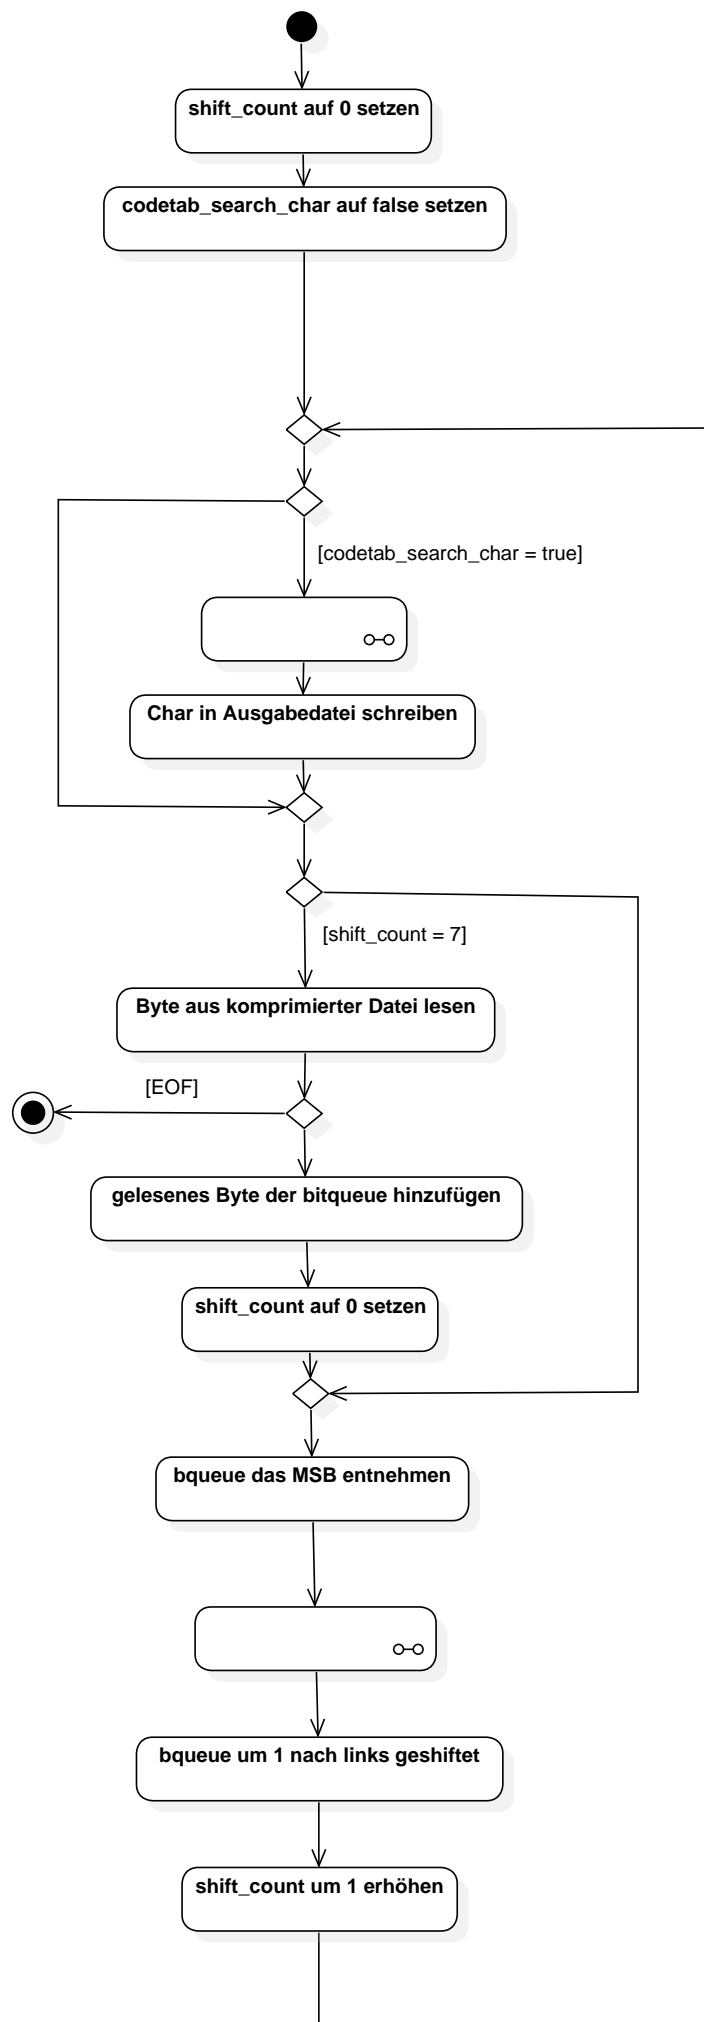 shift_count auf 0 setzen
codetab_search_char auf false setzen
[codetab_search_char = true]
Char in Ausgabedatei schreiben
[shift_count = 7]
Byte aus komprimierter Datei lesen
[EOF]
gelesenes Byte der bitqueue hinzufügen
shift_count auf 0 setzen
bqueue das MSB entnehmen
bqueue um 1 nach links geshiftet
shift_count um 1 erhöhen